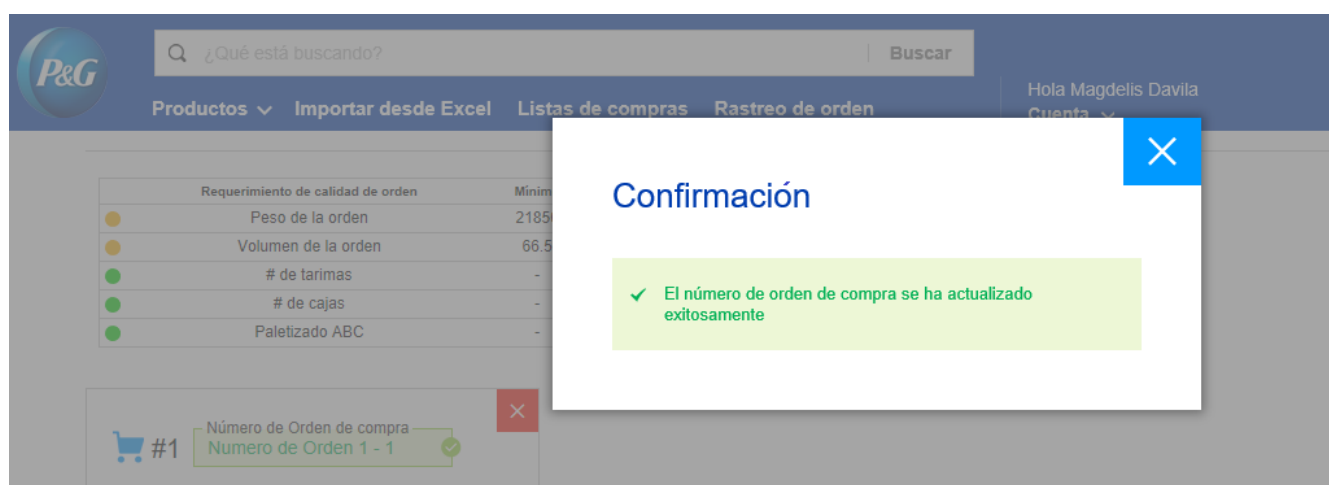 P&G
¿Qué está buscando?
Buscar
Productos
Importar desde Excel
Listas de compras
Rastreo de orden
Hola Magdelis Davila
Cuenta
Requerimiento de calidad de orden
Peso de la orden
Volumen de la orden
66.5
# de tarimas
-
# de cajas
-
Paletizado ABC
-
Confirmación
El número de orden de compra se ha actualizado
exitosamente
#1
Número de Orden de compra
Numero de Orden 1 - 1